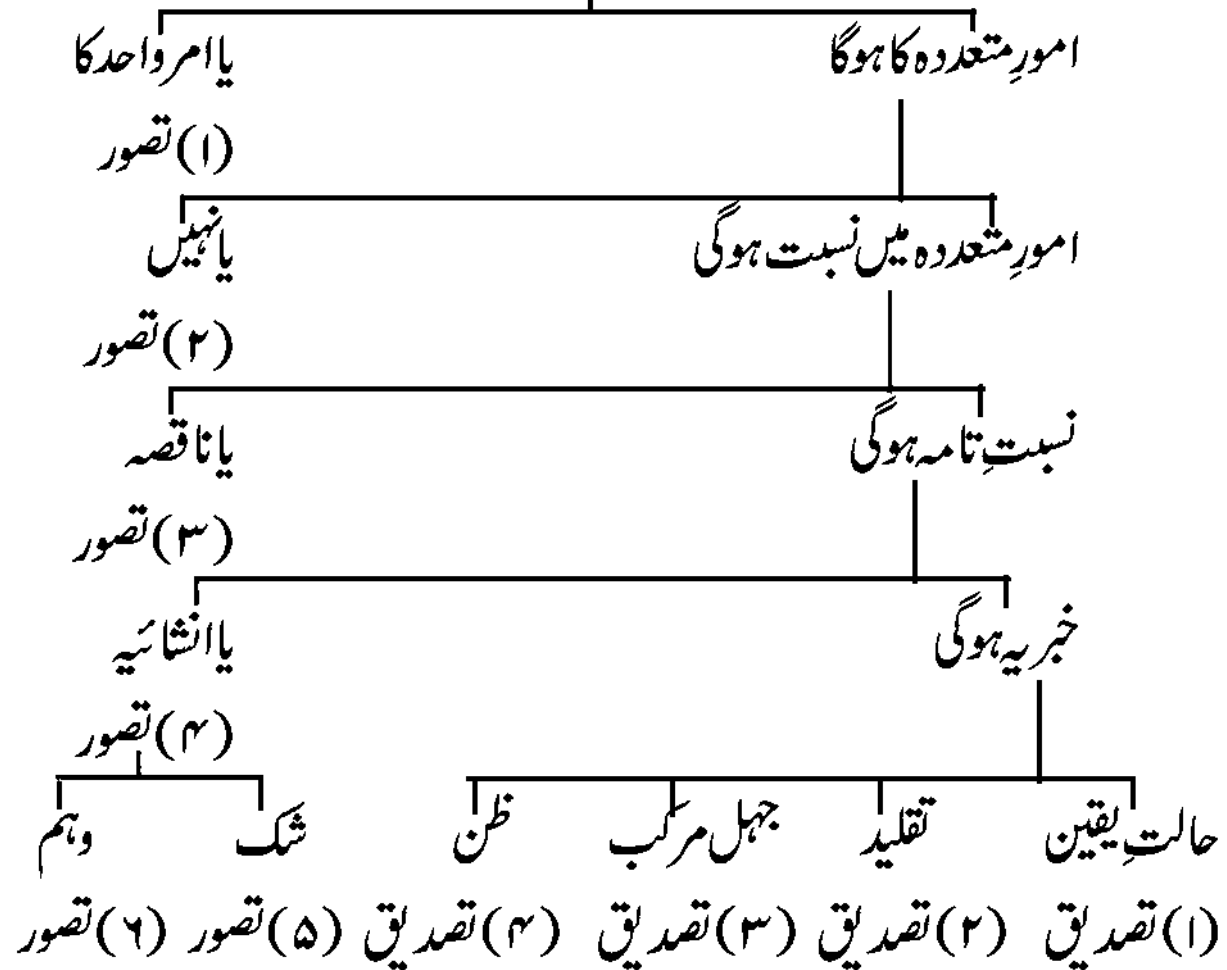 امورِ متعددہ کا ہوگا یا امر واحد کا
(۱) تصور
امورِ متعددہ میں نسبت ہوگی یا نہیں
(۲) تصور
نسبتِ تامہ ہوگی یا ناقصہ
(۳) تصور
خبریہ ہوگی یا انشائیہ
(۴) تصور
حالتِ یقین تقلید جہل مرکب ظن شک وہم
(۱) تصدیق (۲) تصدیق (۳) تصدیق (۴) تصدیق (۵) تصور (۶) تصور